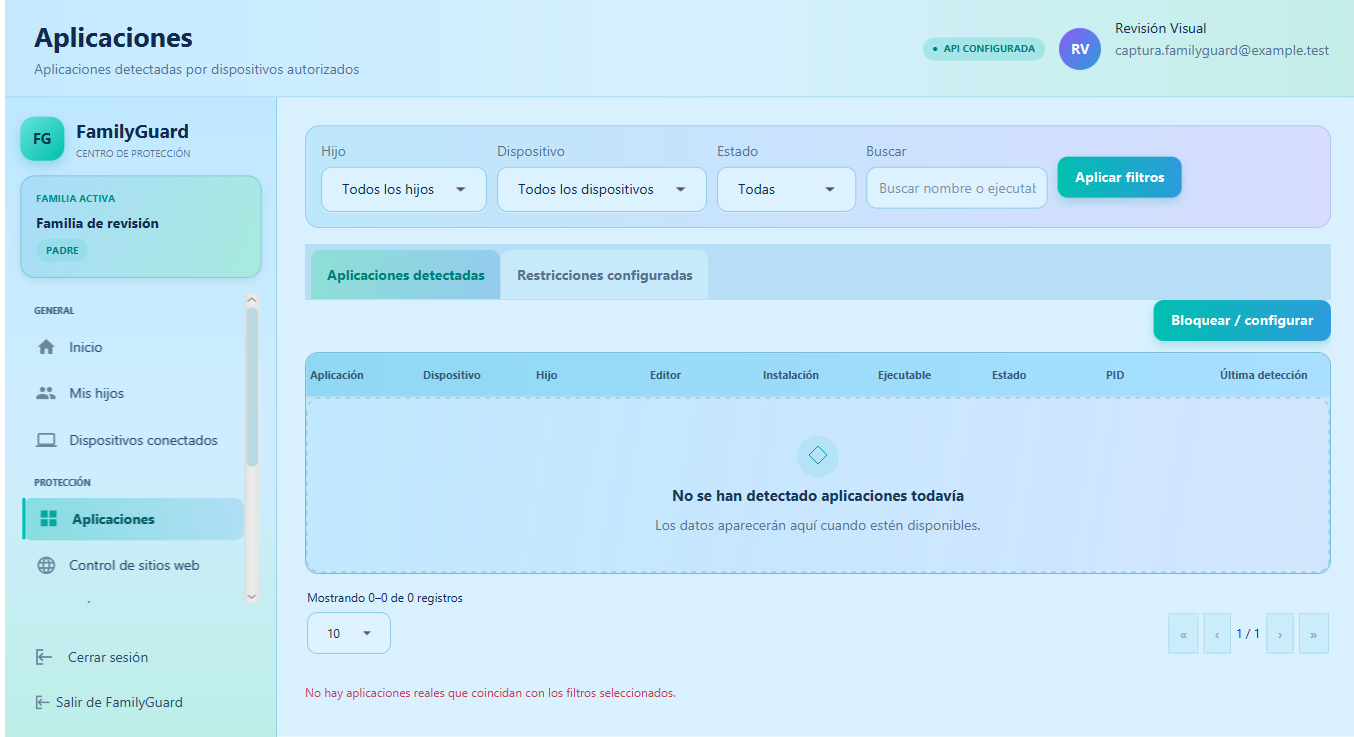 Aplicaciones
Aplicaciones detectadas por dispositivos autorizados
• API CONFIGURADA
RV
Revisión Visual
captura.familyguard@example.test
FG
FamilyGuard
CENTRO DE PROTECCIÓN
FAMILIA ACTIVA
Familia de revisión
PADRE
GENERAL
Inicio
Mis hijos
Dispositivos conectados
PROTECCIÓN
Aplicaciones
Control de sitios web
Cerrar sesión
Salir de FamilyGuard
Hijo
Dispositivo
Estado
Buscar
Todos los hijos
Todos los dispositivos
Todas
Buscar nombre o ejecutal
Aplicar filtros
Aplicaciones detectadas
Restricciones configuradas
Bloquear / configurar
Aplicación Dispositivo Hijo Editor Instalación Ejecutable Estado PID Última detección
No se han detectado aplicaciones todavía
Los datos aparecerán aquí cuando estén disponibles.
Mostrando 0–0 de 0 registros
10
« ‹ 1 / 1 › »
No hay aplicaciones reales que coincidan con los filtros seleccionados.